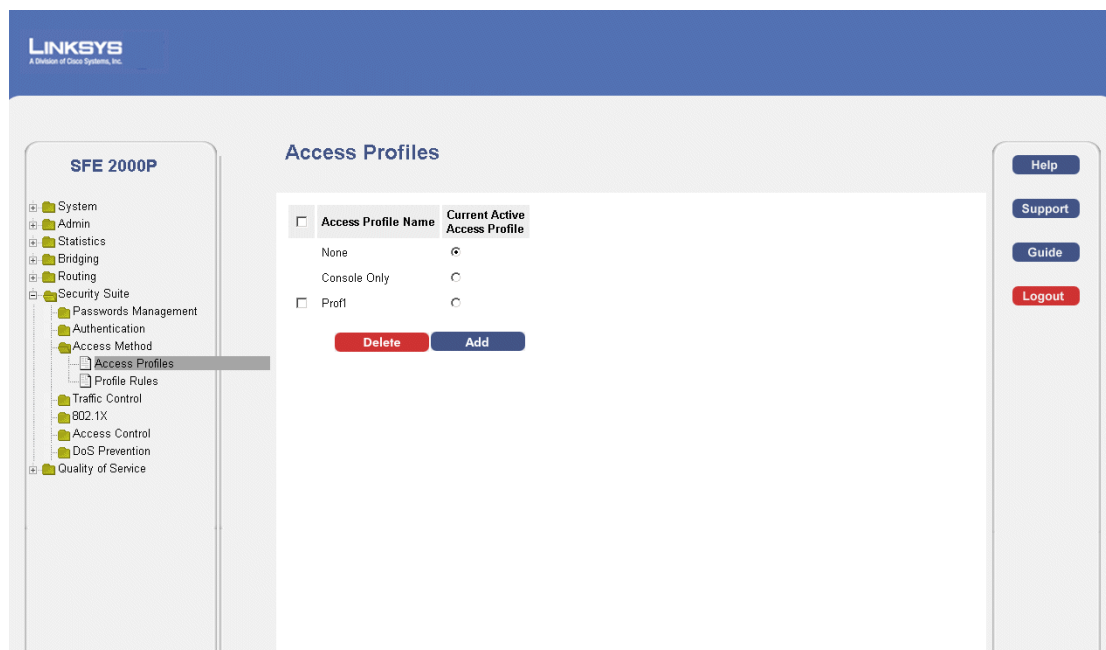 LINKSYS
A Division of Cisco Systems, Inc.
SFE 2000P
System
Admin
Statistics
Bridging
Routing
Security Suite
Passwords Management
Authentication
Access Method
Access Profiles
Profile Rules
Traffic Control
802.1X
Access Control
DoS Prevention
Quality of Service
Access Profiles
Access Profile Name
Current Active
Access Profile
None
Console Only
Prof1
Delete
Add
Help
Support
Guide
Logout